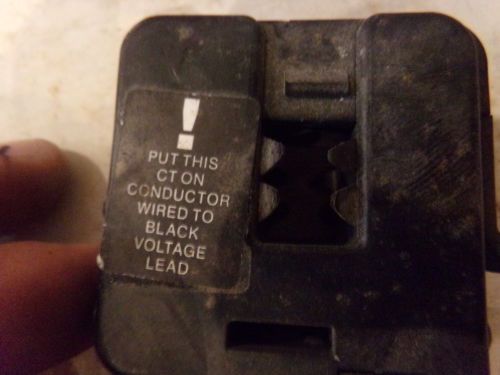 !
PUT THIS
CT ON
CONDUCTOR
WIRED TO
BLACK
VOLTAGE
LEAD